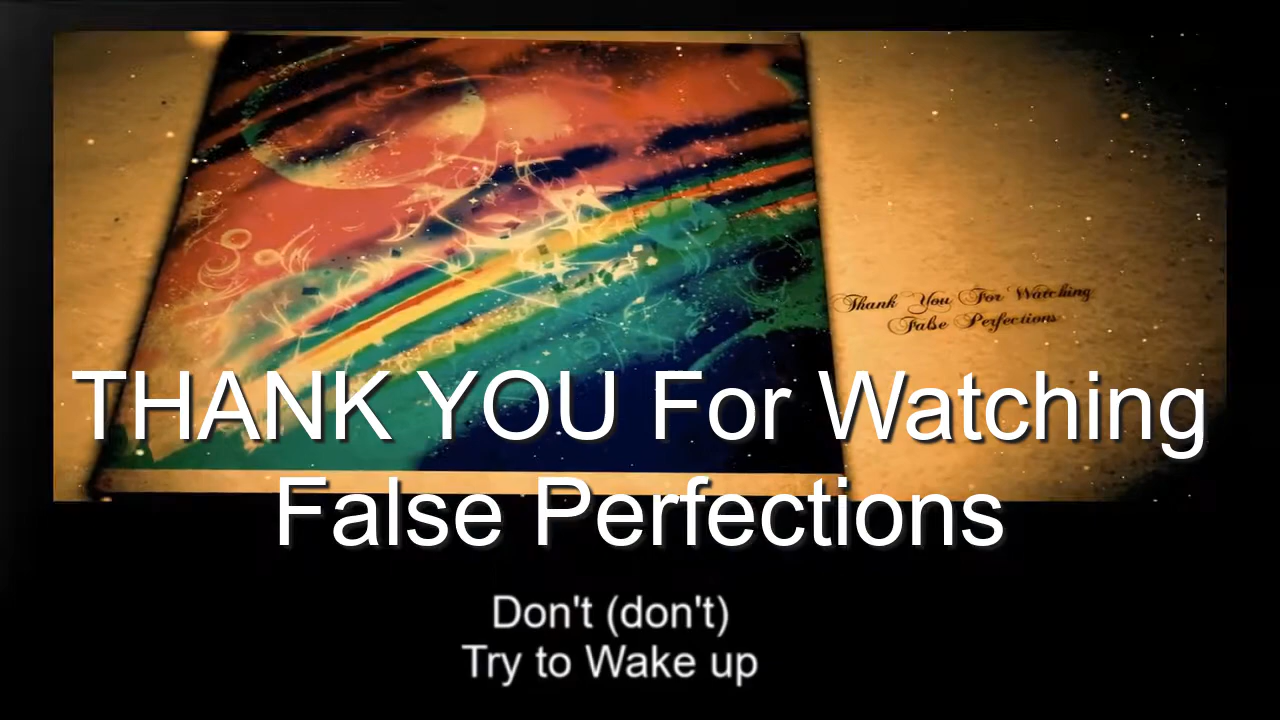 Thank You For Watching
False Perfections
THANK YOU For Watching
False Perfections
Don't (don't)
Try to Wake up